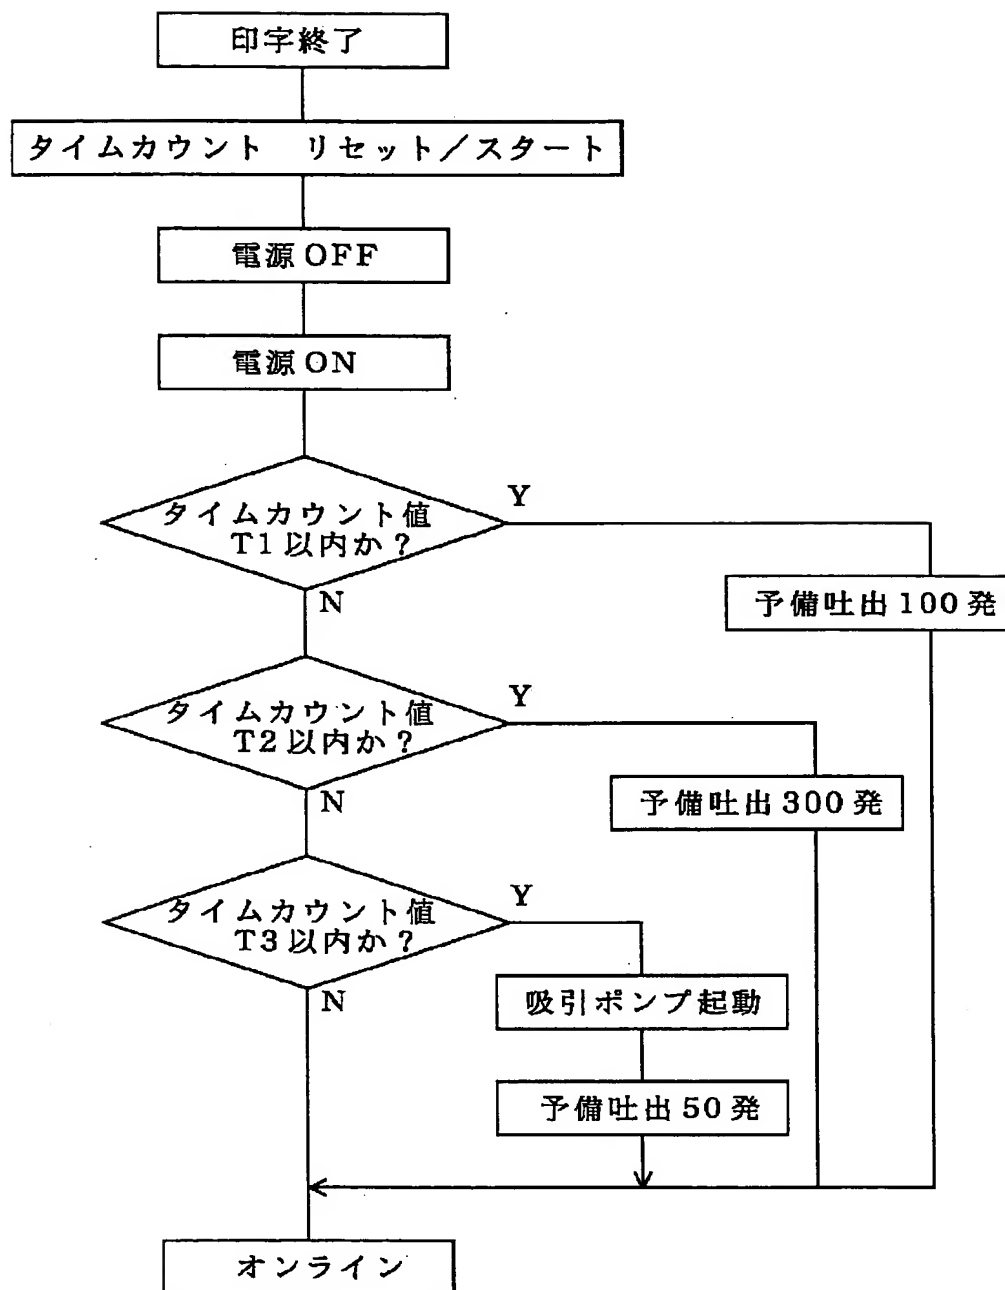 印字終了
タイムカウント　リセット／スタート
電源OFF
電源ON
タイムカウント値
T1以内か？
Y
N
予備吐出100発
タイムカウント値
T2以内か？
Y
N
予備吐出300発
タイムカウント値
T3以内か？
Y
N
吸引ポンプ起動
予備吐出50発
オンライン